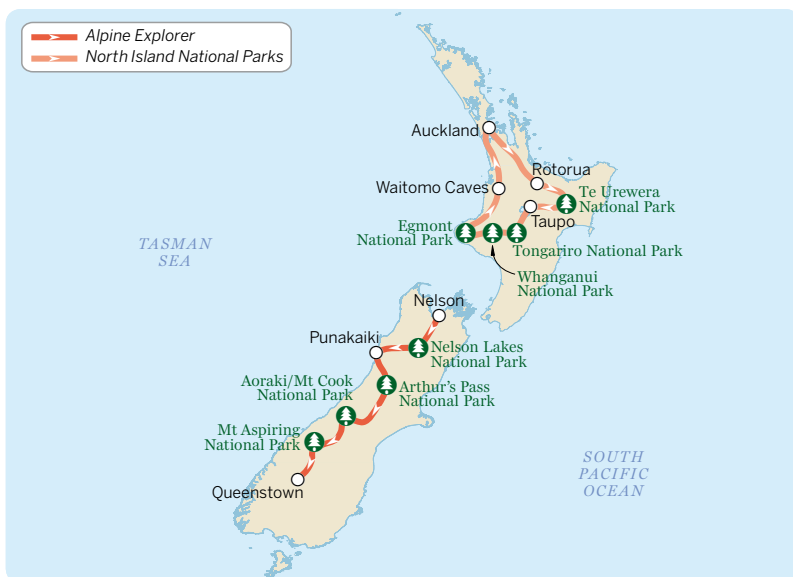 Alpine Explorer
North Island National Parks
Auckland
Rotorua
Waitomo Caves
Te Urewera
National Park
Taupo
Egmont
National Park
Tongariro National Park
Whanganui
National Park
TASMAN
SEA
Nelson
Punakaiki
Nelson Lakes
National Park
Aoraki/Mt Cook
National Park
Arthur's Pass
National Park
Mt Aspiring
National Park
Queenstown
SOUTH
PACIFIC
OCEAN